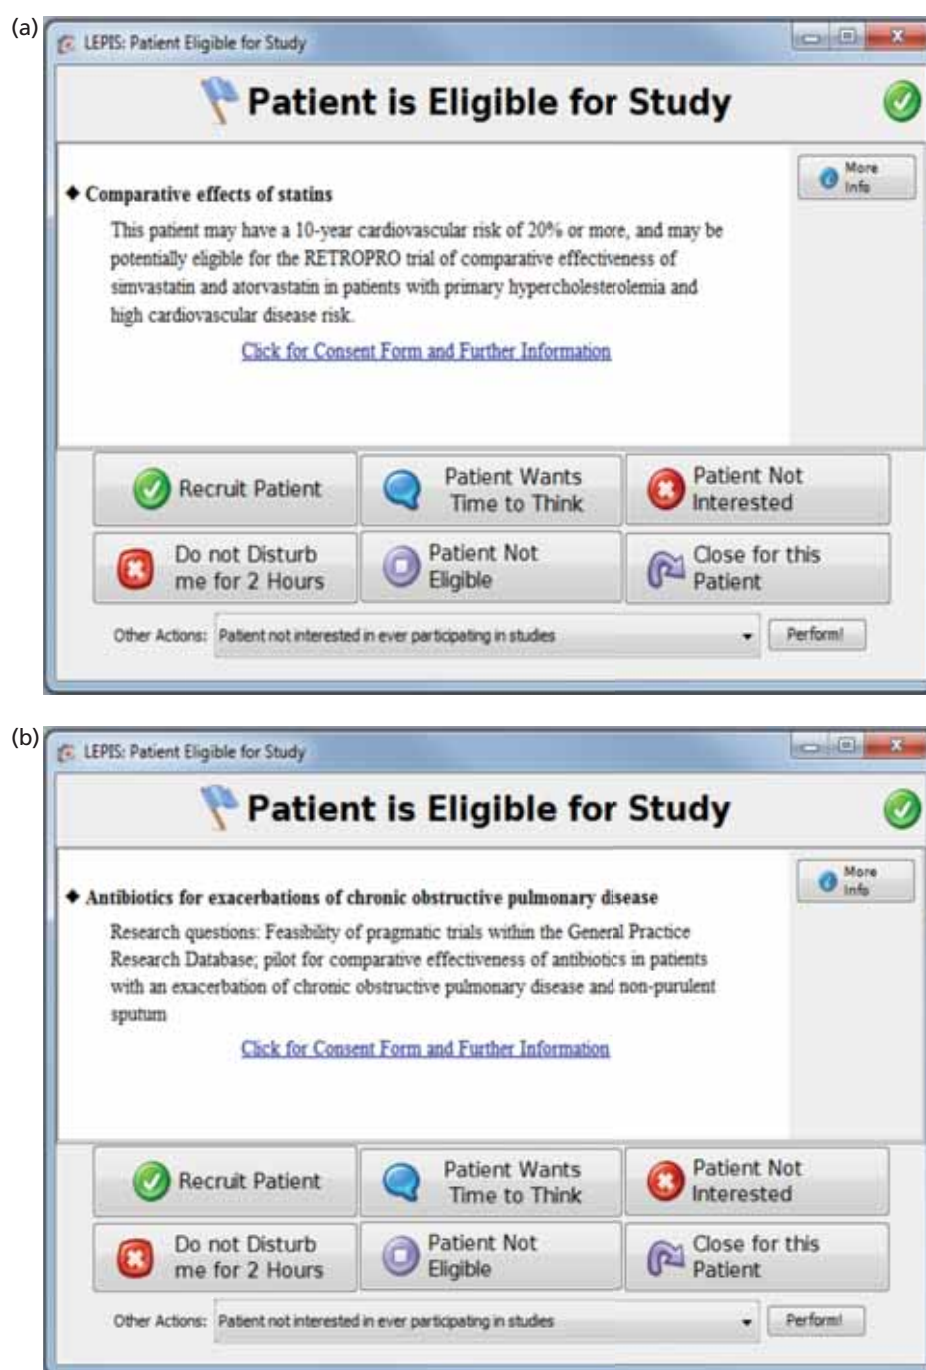 (a)
LEPIS: Patient Eligible for Study
Patient is Eligible for Study
More
Info
◆ Comparative effects of statins
This patient may have a 10-year cardiovascular risk of 20% or more, and may be
potentially eligible for the RETROPRO trial of comparative effectiveness of
simvastatin and atorvastatin in patients with primary hypercholesterolemia and
high cardiovascular disease risk.
Click for Consent Form and Further Information
Recruit Patient
Patient Wants
Time to Think
Patient Not
Interested
Do not Disturb
me for 2 Hours
Patient Not
Eligible
Close for this
Patient
Other Actions: Patient not interested in ever participating in studies
Perform!
(b)
LEPIS: Patient Eligible for Study
Patient is Eligible for Study
More
Info
◆ Antibiotics for exacerbations of chronic obstructive pulmonary disease
Research questions: Feasibility of pragmatic trials within the General Practice
Research Database; pilot for comparative effectiveness of antibiotics in patients
with an exacerbation of chronic obstructive pulmonary disease and non-purulent
sputum
Click for Consent Form and Further Information
Recruit Patient
Patient Wants
Time to Think
Patient Not
Interested
Do not Disturb
me for 2 Hours
Patient Not
Eligible
Close for this
Patient
Other Actions: Patient not interested in ever participating in studies
Perform!